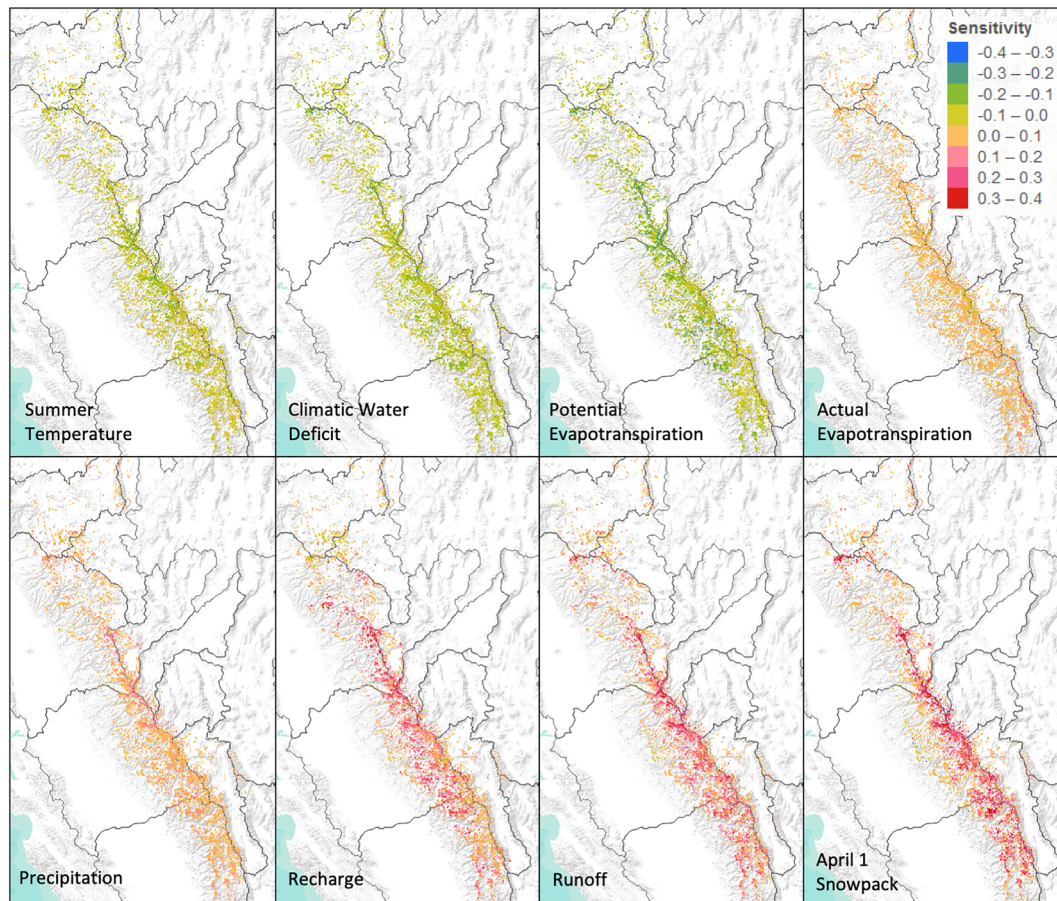 Sensitivity
-0.4 – -0.3
-0.3 – -0.2
-0.2 – -0.1
-0.1 – 0.0
0.0 – 0.1
0.1 – 0.2
0.2 – 0.3
0.3 – 0.4
Summer
Temperature
Climatic Water
Deficit
Potential
Evapotranspiration
Actual
Evapotranspiration
Precipitation
Recharge
Runoff
April 1
Snowpack